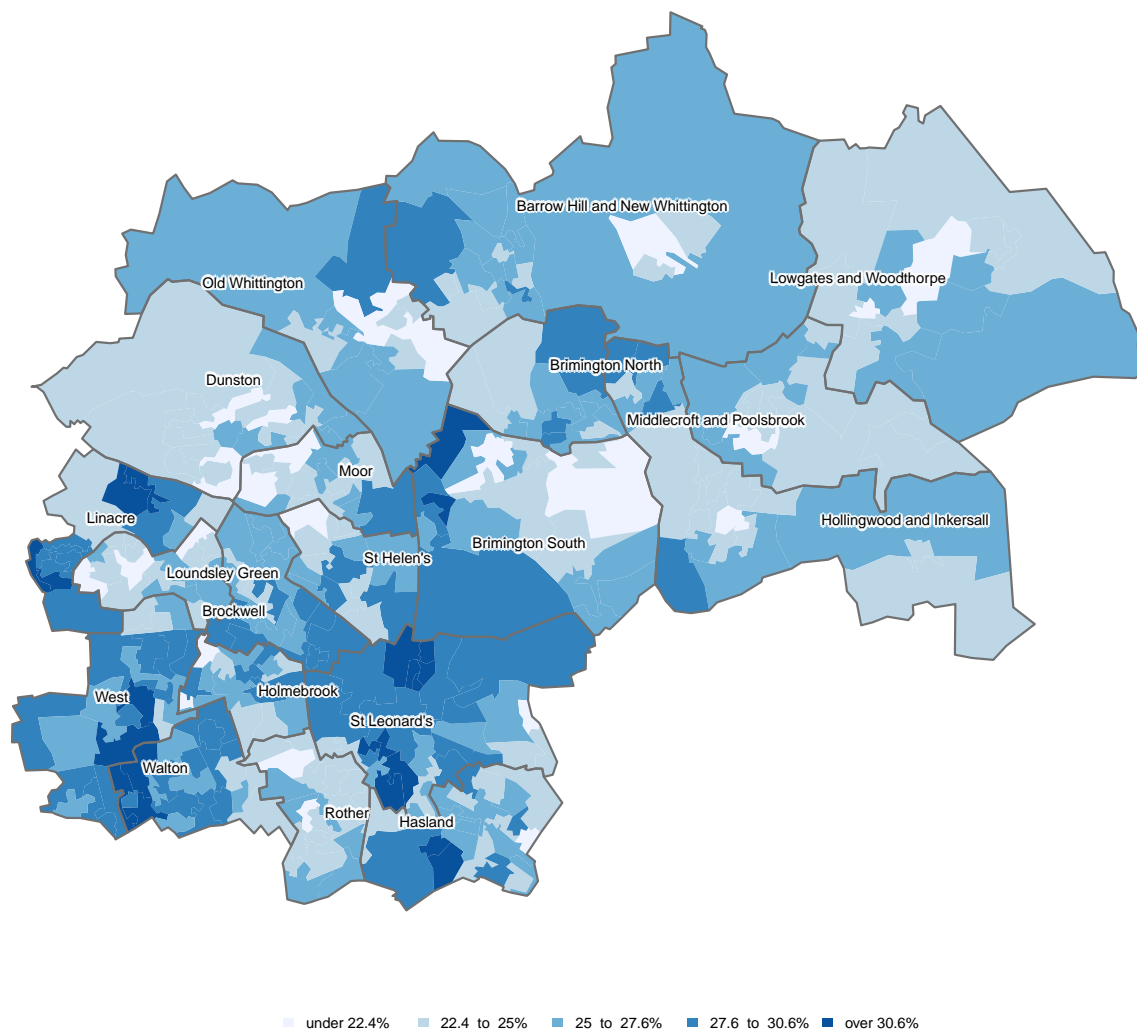 Barrow Hill and New Whittington
Lowgates and Woodthorpe
Old Whittington
Brimington North
Dunston
Middlecroft and Poolsbrook
Moor
Linacre
Hollingwood and Inkersall
Brimington South
St Helen's
Loundsley Green
Brockwell
Holmebrook
West
St Leonard's
Walton
Rother
Hasland
under 22.4% 22.4 to 25% 25 to 27.6% 27.6 to 30.6% over 30.6%